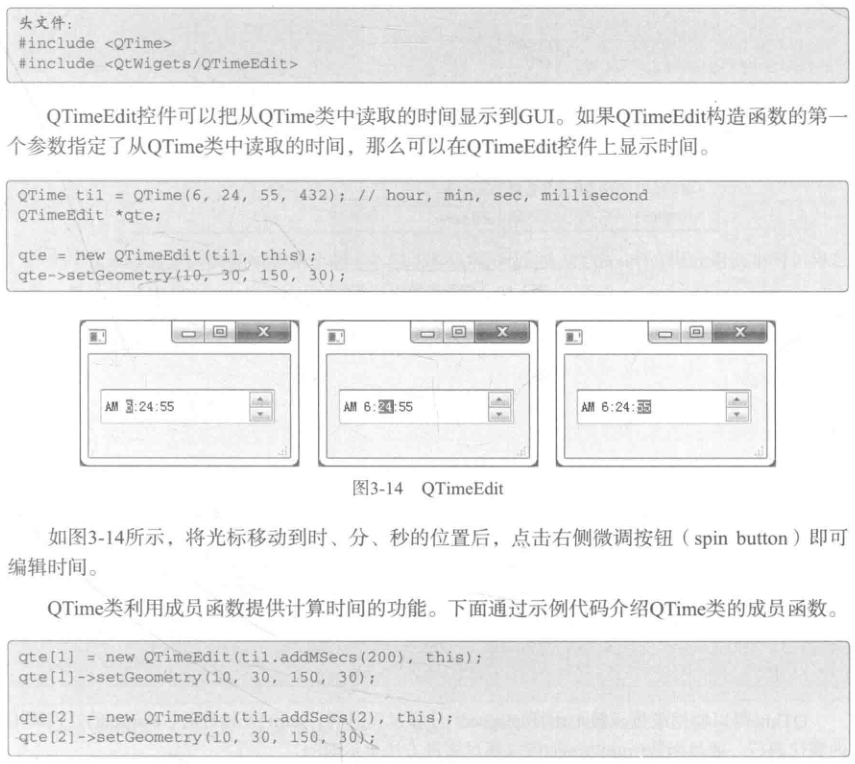 头文件:
#include <QTime>
#include <QtWigets/QTimeEdit>
QTimeEdit控件可以把从QTime类中读取的时间显示到GUI。如果QTimeEdit构造函数的第一
个参数指定了从QTime类中读取的时间，那么可以在QTimeEdit控件上显示时间。
QTime ti1 = QTime(6, 24, 55, 432); // hour, min, sec, millisecond
QTimeEdit *qte;
qte = new QTimeEdit(ti1, this);
qte->setGeometry(10, 30, 150, 30);
AM 6:24:55
AM 6:24:55
AM 6:24:55
图3-14 QTimeEdit
如图3-14所示，将光标移动到时、分、秒的位置后，点击右侧微调按钮（spin button）即可
编辑时间。
QTime类利用成员函数提供计算时间的功能。下面通过示例代码介绍QTime类的成员函数。
qte[1] = new QTimeEdit(ti1.addMSecs(200), this);
qte[1]->setGeometry(10, 30, 150, 30);
qte[2] = new QTimeEdit(ti1.addSecs(2), this);
qte[2]->setGeometry(10, 30, 150, 30);